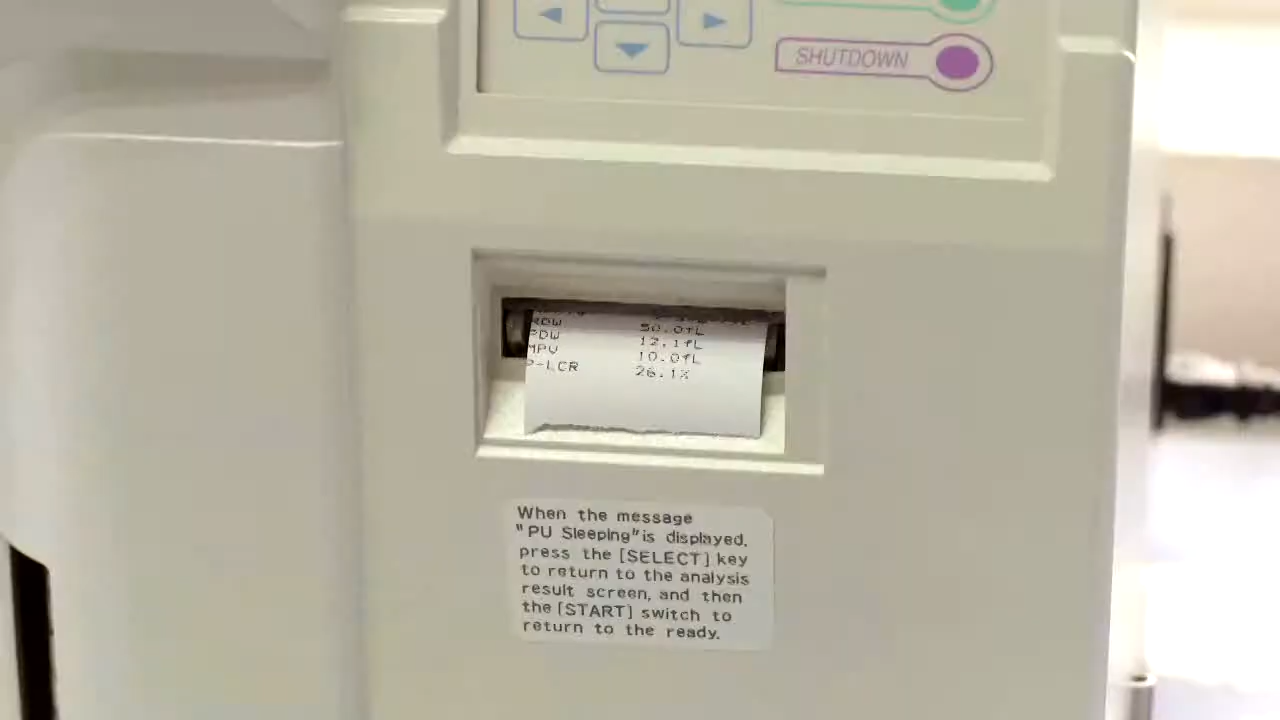 SHUTDOWN
RDW 50.0fL
PDW 12.1fL
MPV 10.0fL
P-LCR 26.1%
When the message
"PU Sleeping" is displayed,
press the [SELECT] key
to return to the analysis
result screen, and then
the [START] switch to
return to the ready.